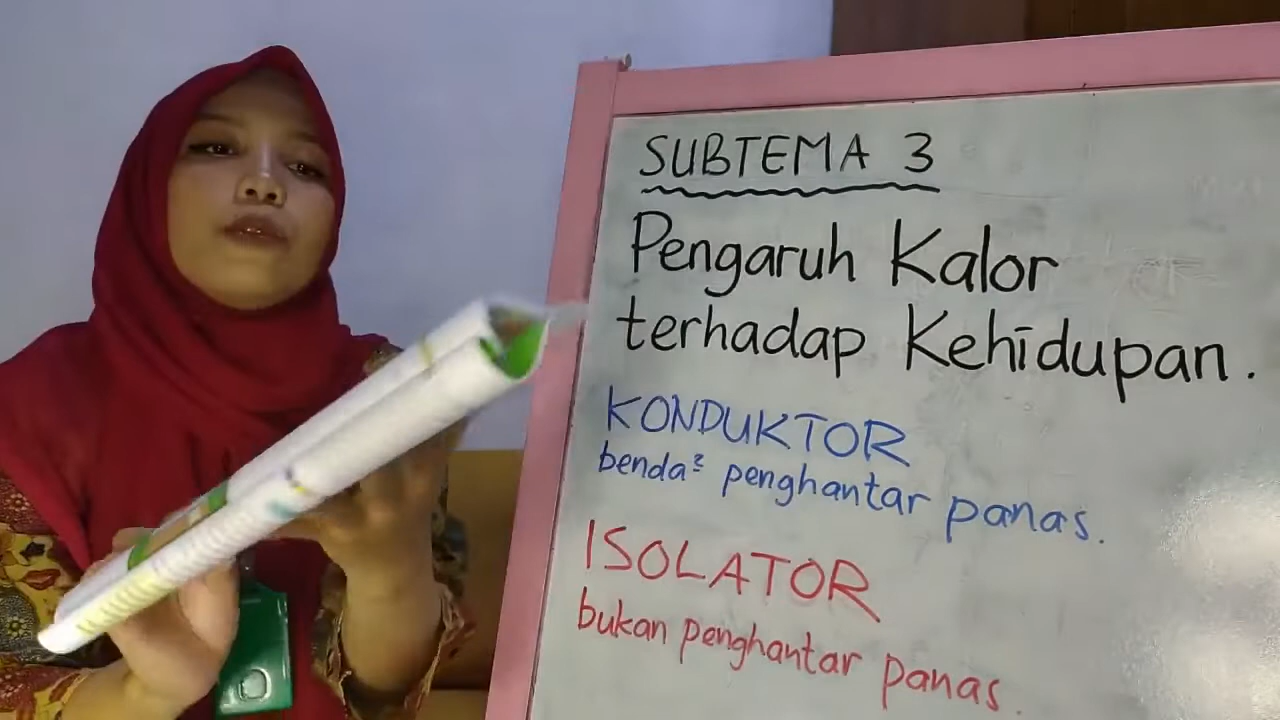 SUBTEMA 3
Pengaruh Kalor
terhadap Kehidupan.
KONDUKTOR
benda² penghantar panas.
ISOLATOR
bukan penghantar panas.